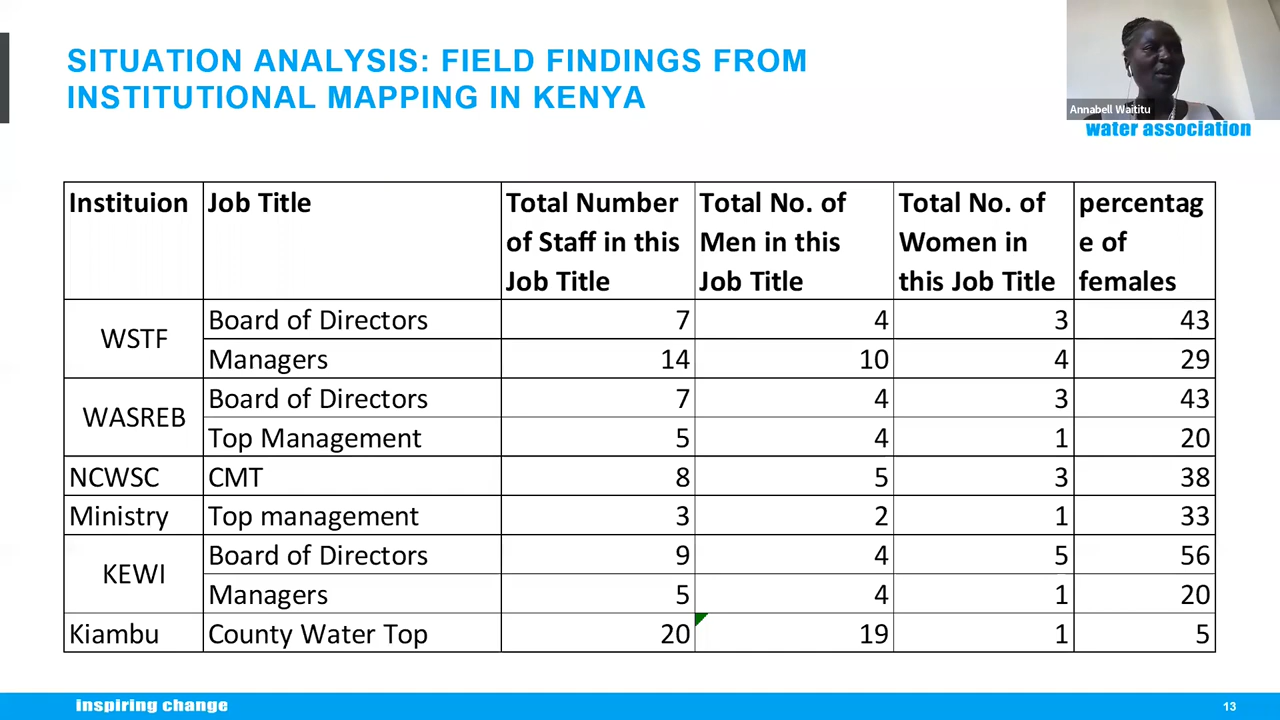 SITUATION ANALYSIS: FIELD FINDINGS FROM
INSTITUTIONAL MAPPING IN KENYA
Annabell Waititu
water association
Instituion Job Title Total Number of Staff in this Job Title Total No. of Men in this Job Title Total No. of Women in this Job Title percentage of females
WSTF Board of Directors 7 4 3 43
Managers 14 10 4 29
WASREB Board of Directors 7 4 3 43
Top Management 5 4 1 20
NCWSC CMT 8 5 3 38
Ministry Top management 3 2 1 33
KEWI Board of Directors 9 4 5 56
Managers 5 4 1 20
Kiambu County Water Top 20 19 1 5
inspiring change
13